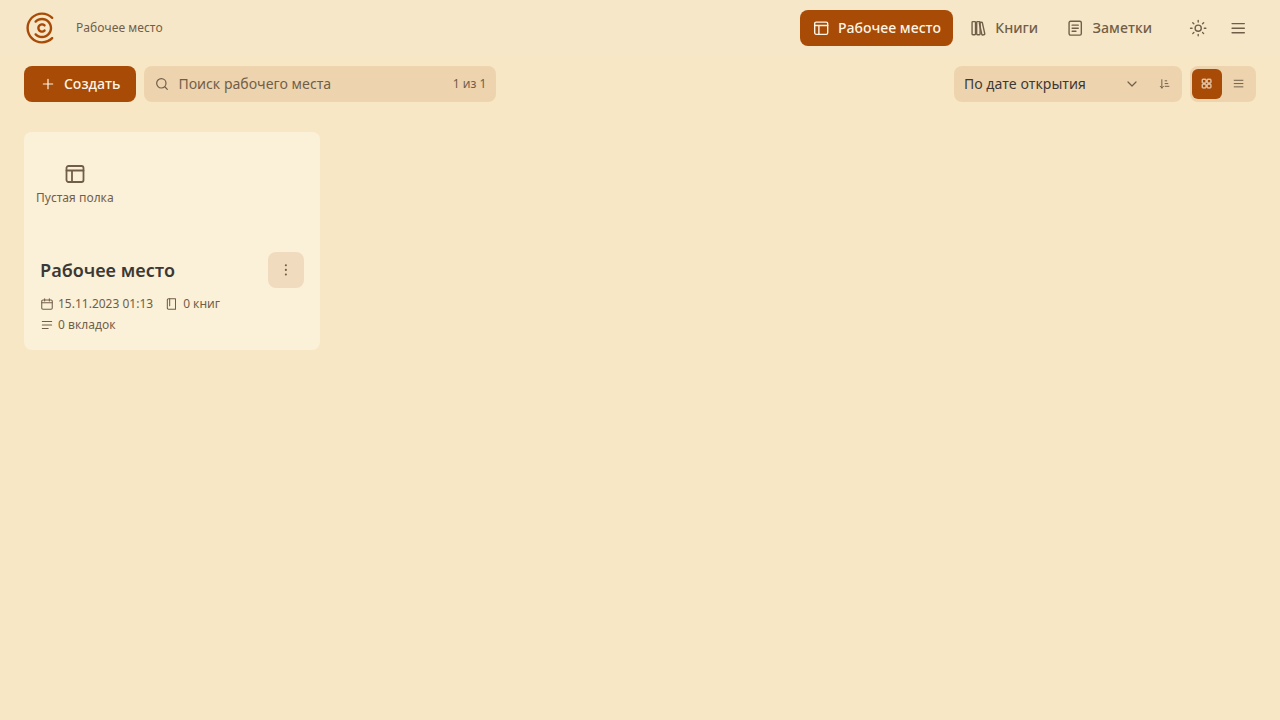 Рабочее место
Рабочее место
Книги
Заметки
Создать
Поиск рабочего места
1 из 1
По дате открытия
Пустая полка
Рабочее место
15.11.2023 01:13
0 книг
0 вкладок